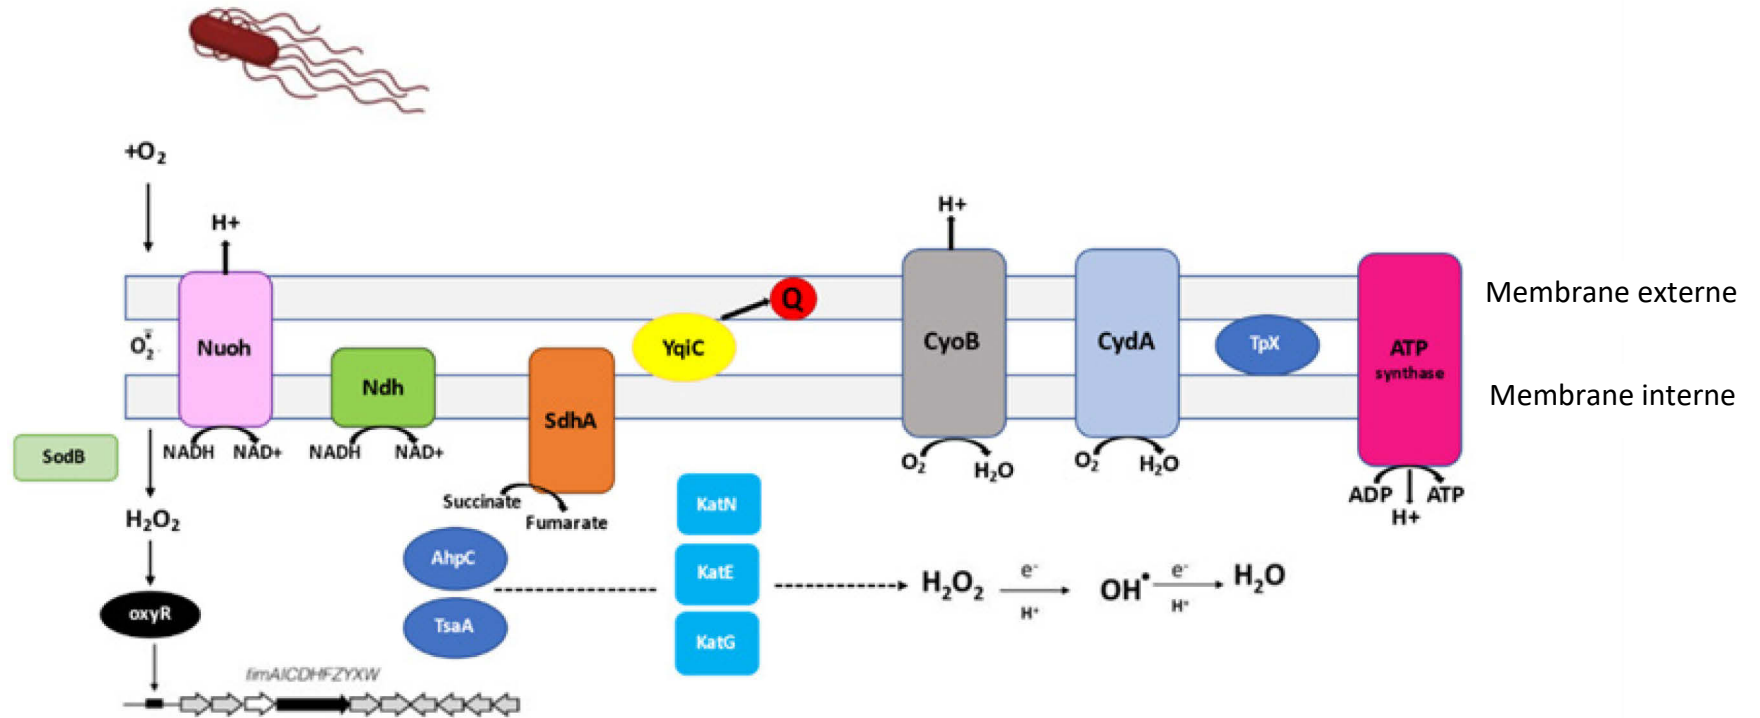 +O₂
H+
H+
Membrane externe
Q
O₂•̄
Nuoh
YqiC
CyoB
CydA
TpX
ATP
synthase
Ndh
Membrane interne
SdhA
SodB
NADH NAD+
NADH NAD+
O₂ H₂O
O₂ H₂O
Succinate
Fumarate
ADP ATP
H+
H₂O₂
KatN
AhpC
KatE
H₂O₂ e⁻ OH• e⁻ H₂O
H⁺ H⁺
oxyR
TsaA
KatG
fimAICDHFZYXW